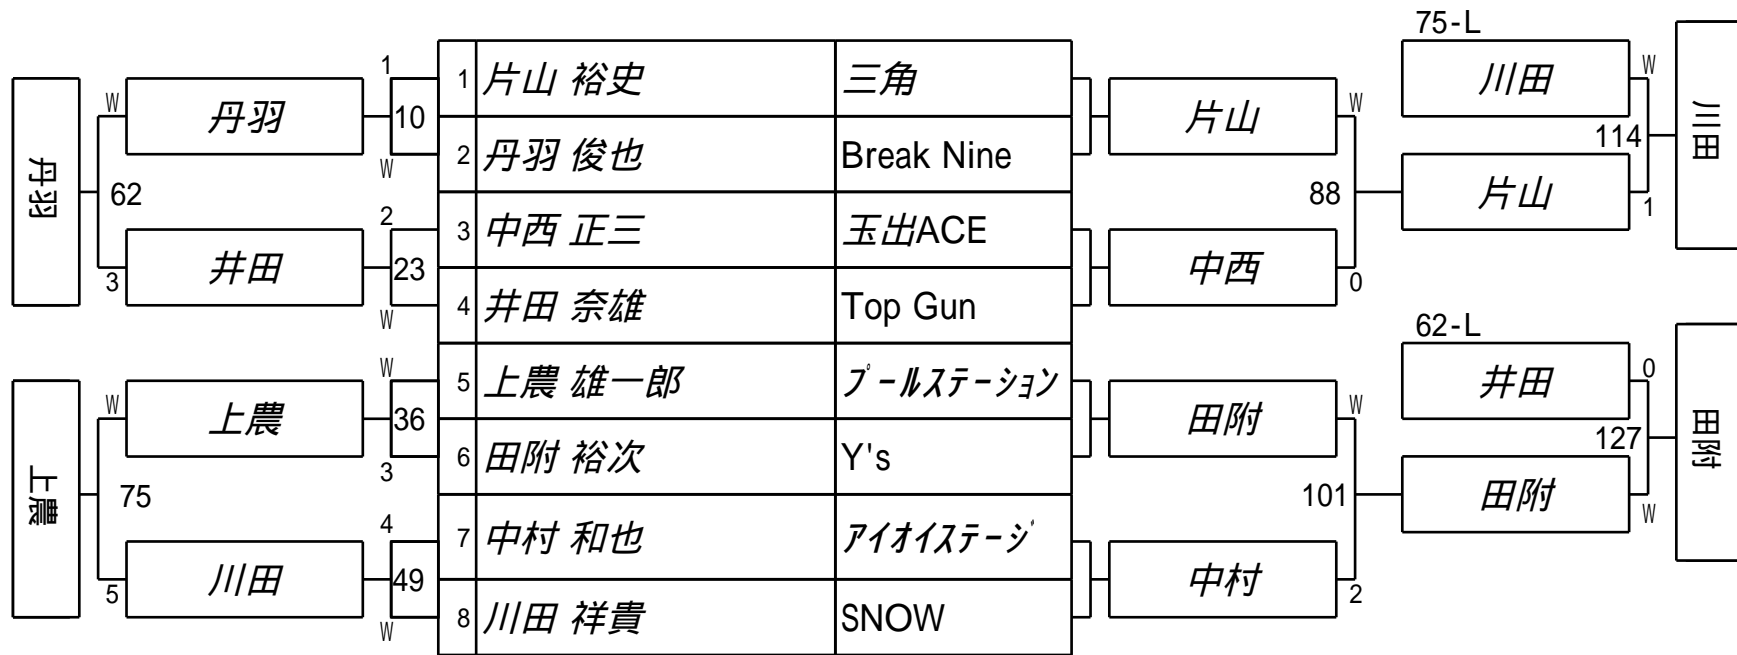 75-L
1 1 片山 裕史 三角 川田 W
W 丹羽 10 片山 W 川田
W 2 丹羽 俊也 Break Nine 114
丹羽 62 88 片山 1
2 3 中西 正三 玉出ACE
3 井田 23 中西 0
W 4 井田 奈雄 Top Gun
62-L
W 5 上農 雄一郎 プールステーション 井田 0
W 上農 36 田附 W 田附
3 6 田附 裕次 Y's 127
上農 75 101 田附 W
4 7 中村 和也 アイオイステージ
5 川田 49 中村 2
W 8 川田 祥貴 SNOW